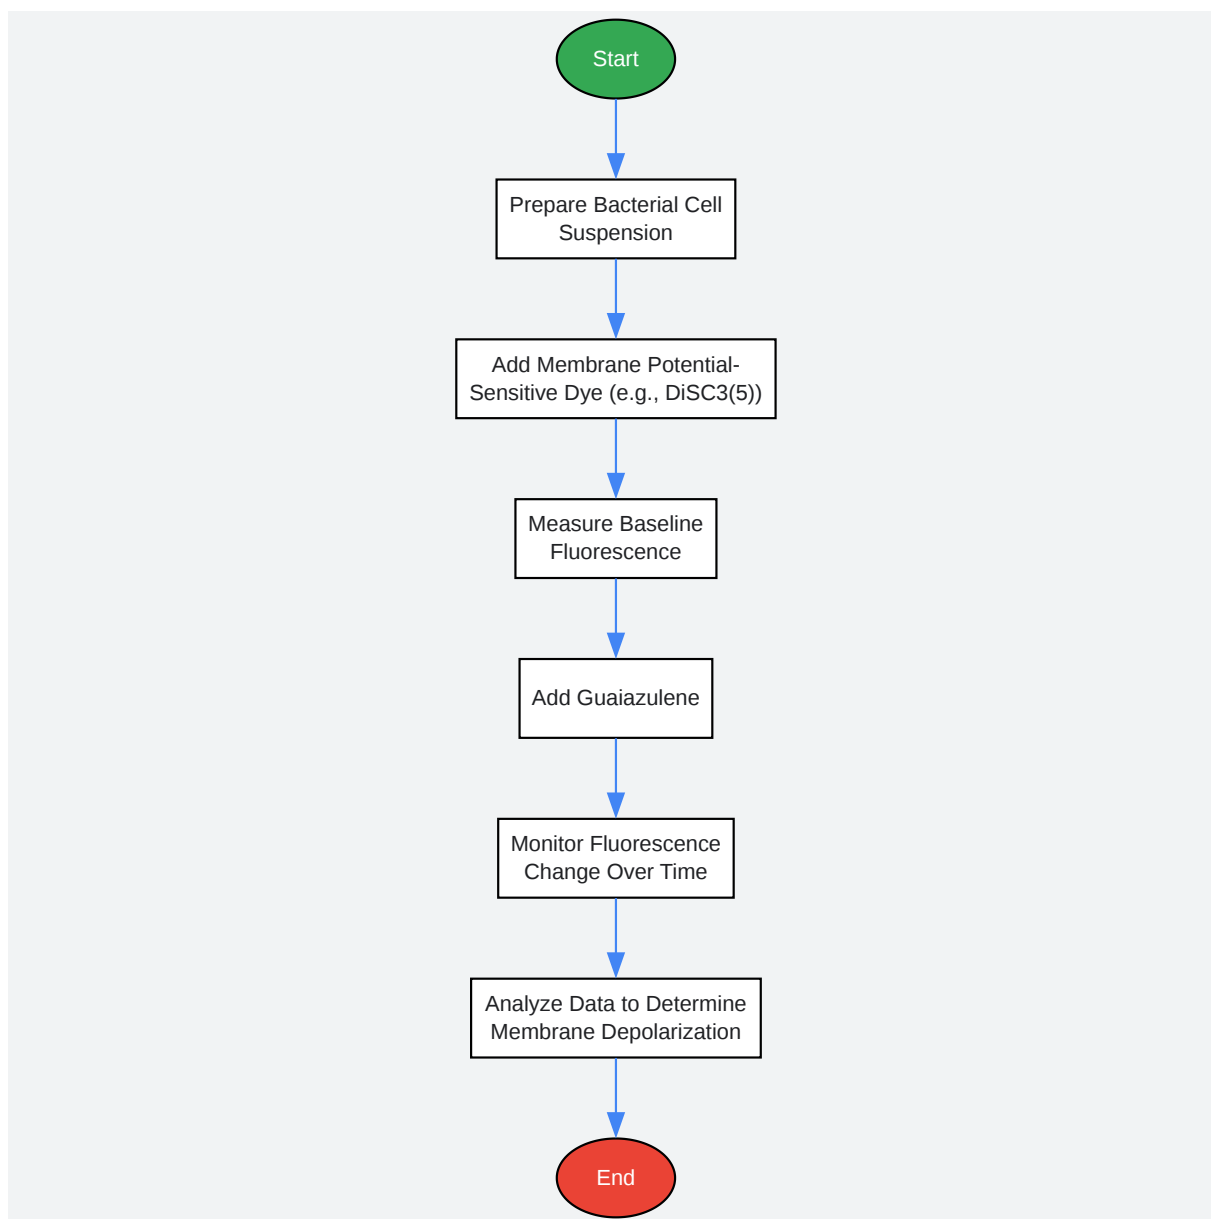 Start
Prepare Bacterial Cell
Suspension
Add Membrane Potential-
Sensitive Dye (e.g., DiSC3(5))
Measure Baseline
Fluorescence
Add Guaiazulene
Monitor Fluorescence
Change Over Time
Analyze Data to Determine
Membrane Depolarization
End